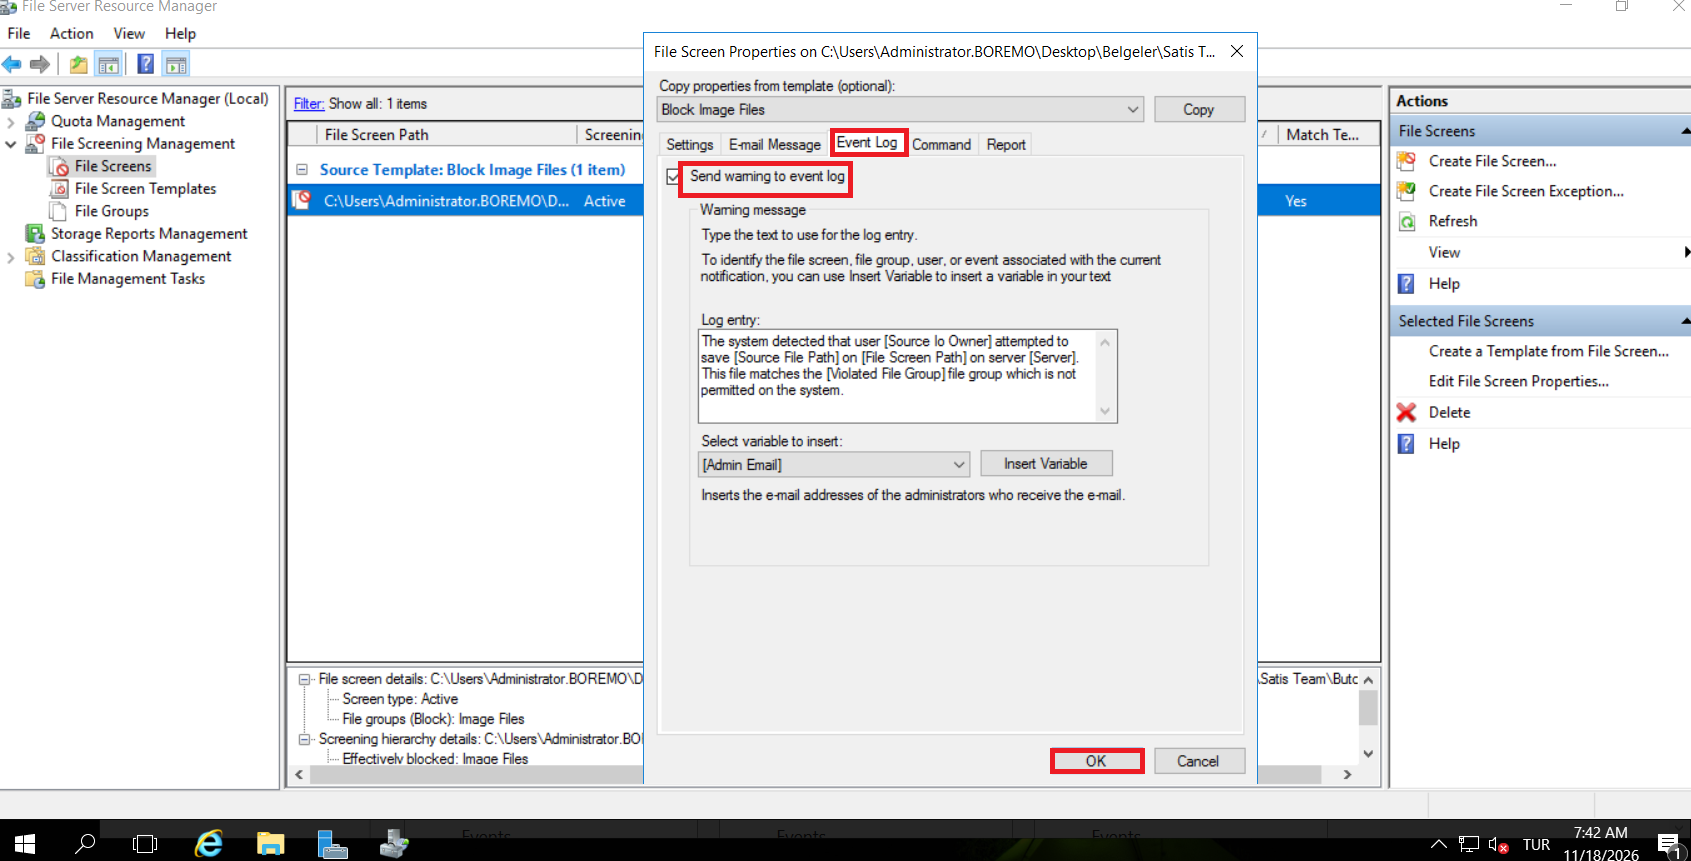 File Server Resource Manager
File Action View Help
File Server Resource Manager (Local)
Quota Management
File Screening Management
File Screens
File Screen Templates
File Groups
Storage Reports Management
Classification Management
File Management Tasks
Filter: Show all: 1 items
File Screen Path Screening Match Te...
Source Template: Block Image Files (1 item)
C:\Users\Administrator.BOREMO\D... Active Yes
File screen details: C:\Users\Administrator.BOREMO\D \Satis Team\Butc
Screen type: Active
File groups (Block): Image Files
Screening hierarchy details: C:\Users\Administrator.BO
Effectively blocked: Image Files
File Screen Properties on C:\Users\Administrator.BOREMO\Desktop\Belgeler\Satis T...
Copy properties from template (optional):
Block Image Files Copy
Settings E-mail Message Event Log Command Report
Send warning to event log
Warning message
Type the text to use for the log entry.
To identify the file screen, file group, user, or event associated with the current
notification, you can use Insert Variable to insert a variable in your text
Log entry:
The system detected that user [Source Io Owner] attempted to
save [Source File Path] on [File Screen Path] on server [Server].
This file matches the [Violated File Group] file group which is not
permitted on the system.
Select variable to insert:
[Admin Email] Insert Variable
Inserts the e-mail addresses of the administrators who receive the e-mail.
OK Cancel
Actions
File Screens
Create File Screen...
Create File Screen Exception...
Refresh
View
Help
Selected File Screens
Create a Template from File Screen...
Edit File Screen Properties...
Delete
Help
Events Events Events
TUR
7:42 AM
11/18/2026
1